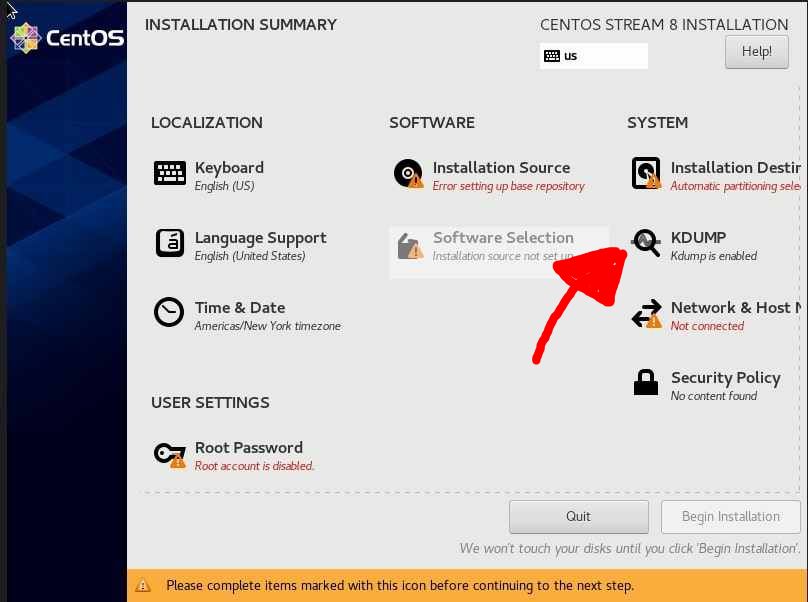 CentOS
INSTALLATION SUMMARY
CENTOS STREAM 8 INSTALLATION
us
Help!
LOCALIZATION
Keyboard
English (US)
Language Support
English (United States)
Time & Date
Americas/New York timezone
USER SETTINGS
Root Password
Root account is disabled.
SOFTWARE
Installation Source
Error setting up base repository
Software Selection
Installation source not set up
SYSTEM
Installation
Automatic partitioning
KDUMP
Kdump is enabled
Network & Host
Not connected
Security Policy
No content found
Quit
Begin Installation
We won't touch your disks until you click 'Begin Installation'.
Please complete items marked with this icon before continuing to the next step.